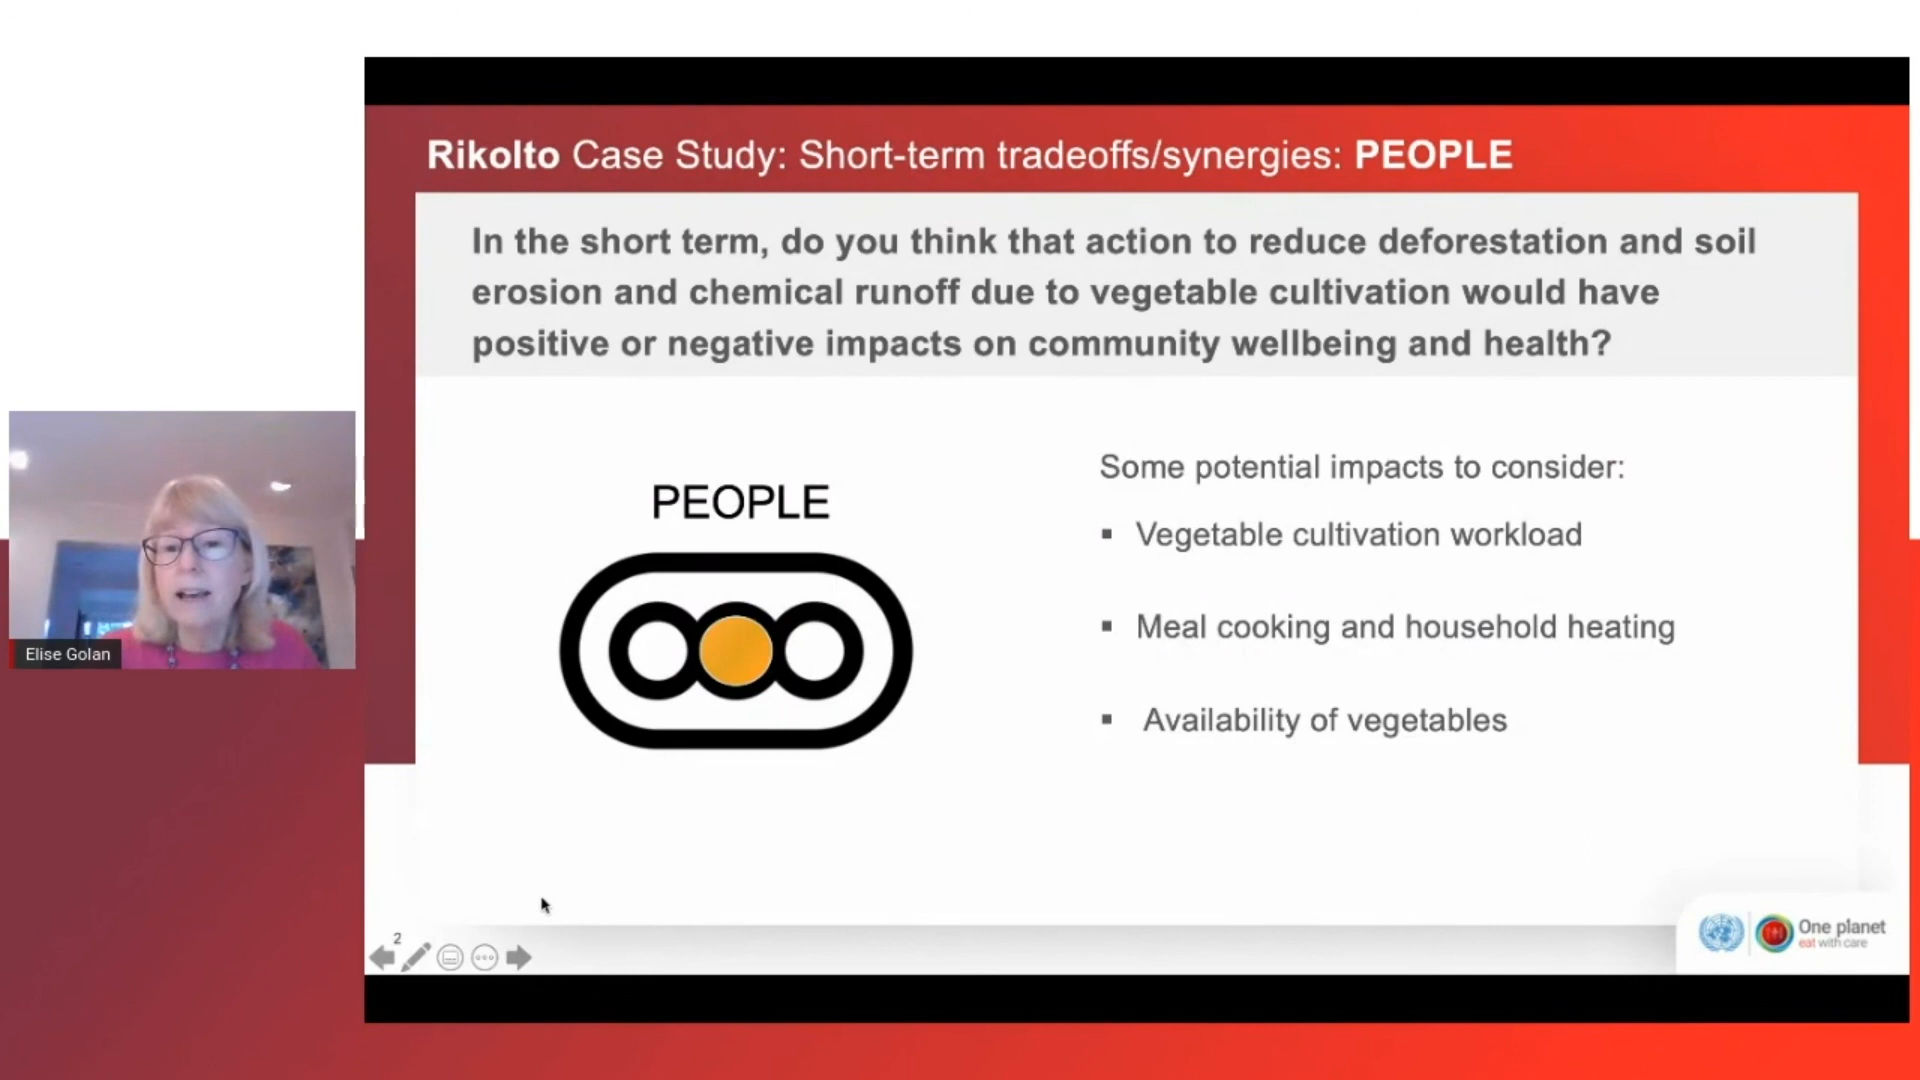 Rikolto Case Study: Short-term tradeoffs/synergies: PEOPLE
In the short term, do you think that action to reduce deforestation and soil
erosion and chemical runoff due to vegetable cultivation would have
positive or negative impacts on community wellbeing and health?
PEOPLE
Some potential impacts to consider:
▪ Vegetable cultivation workload
▪ Meal cooking and household heating
▪ Availability of vegetables
Elise Golan
2
One planet
eat with care